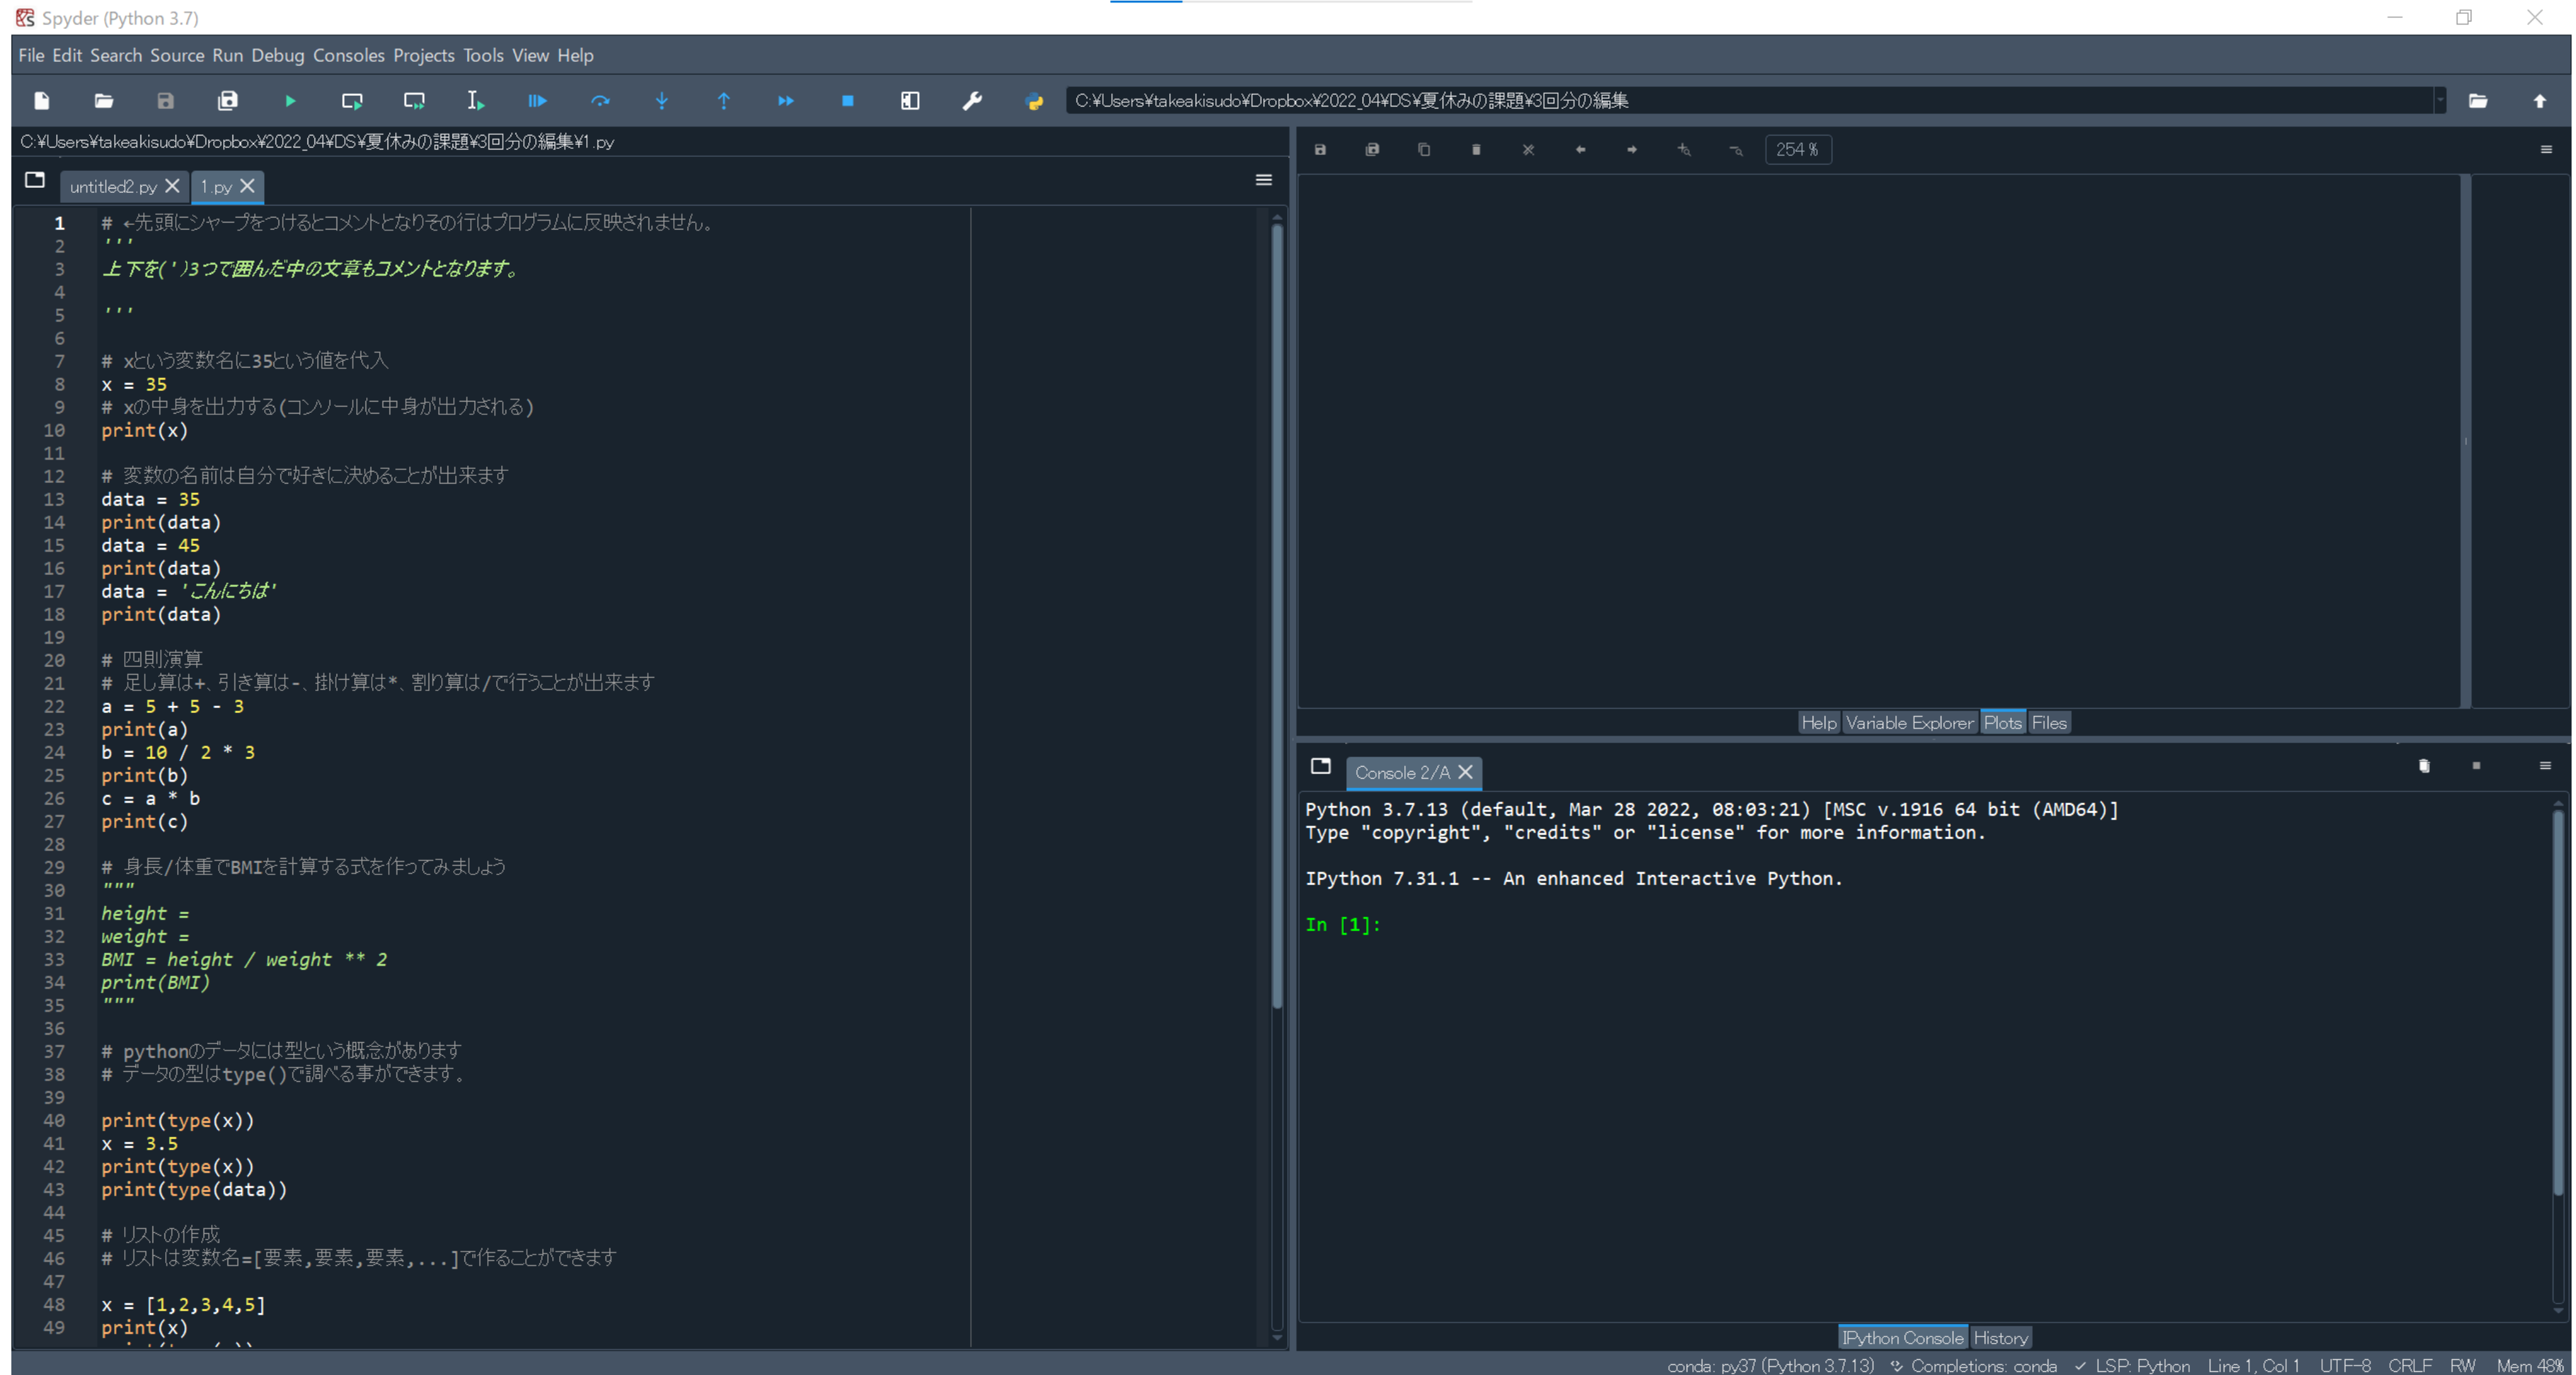 Spyder (Python 3.7)
File Edit Search Source Run Debug Consoles Projects Tools View Help
C:¥Users¥takeakisudo¥Dropbox¥2022_04¥DS¥夏休みの課題¥3回分の編集
C:¥Users¥takeakisudo¥Dropbox¥2022_04¥DS¥夏休みの課題¥3回分の編集¥1.py
untitled2.py 1.py
1 # ←先頭にシャープをつけるとコメントとなりその行はプログラムに反映されません。
2 '''
3 上下を(')3つで囲んだ中の文章もコメントとなります。
4
5 '''
6
7 # xという変数名に35という値を代入
8 x = 35
9 # xの中身を出力する(コンソールに中身が出力される)
10 print(x)
11
12 # 変数の名前は自分で好きに決めることが出来ます
13 data = 35
14 print(data)
15 data = 45
16 print(data)
17 data = 'こんにちは'
18 print(data)
19
20 # 四則演算
21 # 足し算は+、引き算は-、掛け算は*、割り算は/で行うことが出来ます
22 a = 5 + 5 - 3
23 print(a)
24 b = 10 / 2 * 3
25 print(b)
26 c = a * b
27 print(c)
28
29 # 身長/体重でBMIを計算する式を作ってみましょう
30 """
31 height =
32 weight =
33 BMI = height / weight ** 2
34 print(BMI)
35 """
36
37 # pythonのデータには型という概念があります
38 # データの型はtype()で調べる事ができます。
39
40 print(type(x))
41 x = 3.5
42 print(type(x))
43 print(type(data))
44
45 # リストの作成
46 # リストは変数名=[要素,要素,要素,...]で作ることができます
47
48 x = [1,2,3,4,5]
49 print(x)
254 %
Help Variable Explorer Plots Files
Console 2/A
Python 3.7.13 (default, Mar 28 2022, 08:03:21) [MSC v.1916 64 bit (AMD64)]
Type "copyright", "credits" or "license" for more information.
IPython 7.31.1 -- An enhanced Interactive Python.
In [1]:
IPython Console History
conda: py37 (Python 3.7.13) Completions: conda LSP: Python Line 1, Col 1 UTF-8 CRLF RW Mem 48%